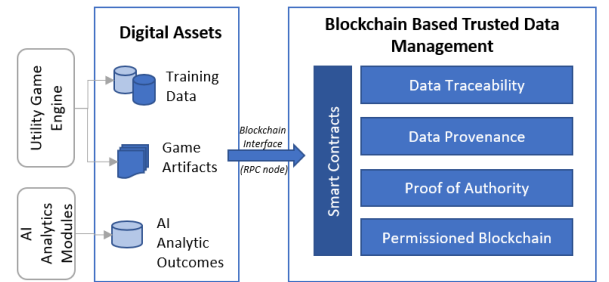 Utility Game
Engine
AI
Analytics
Modules
Digital Assets
Training
Data
Game
Artifacts
AI
Analytic
Outcomes
Blockchain
Interface
(RPC node)
Blockchain Based Trusted Data
Management
Smart Contracts
Data Traceability
Data Provenance
Proof of Authority
Permissioned Blockchain